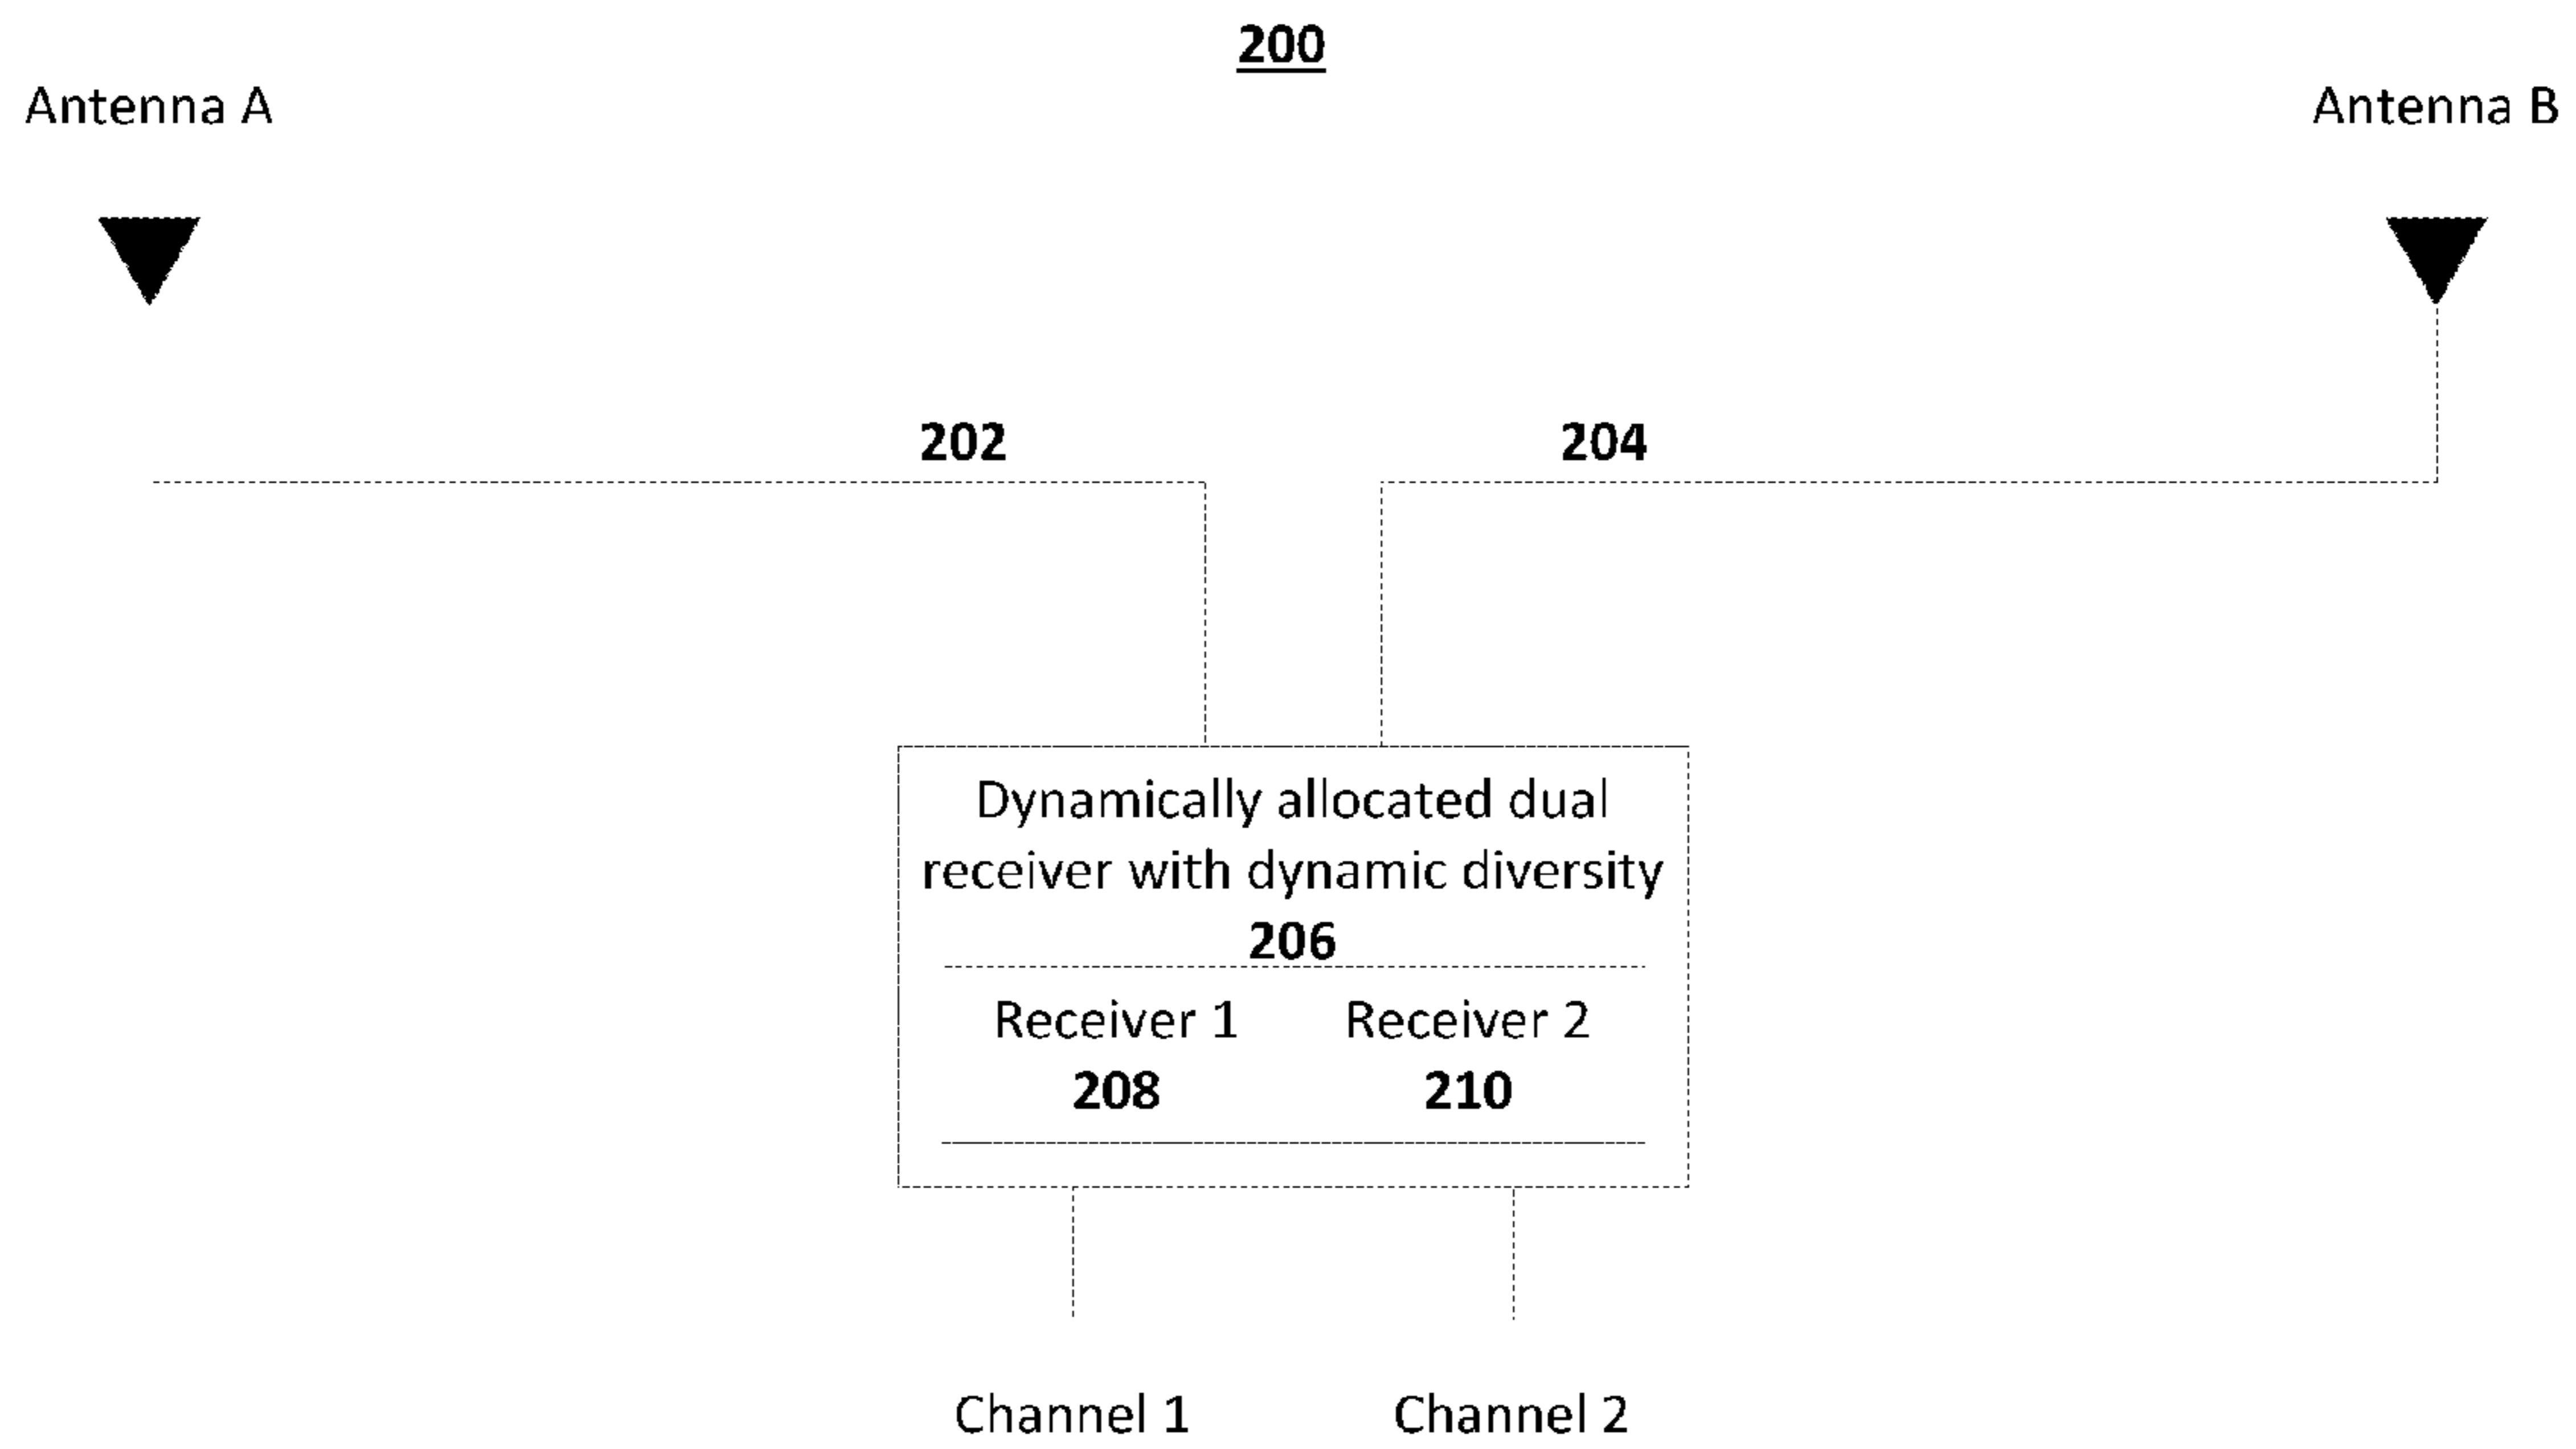 200
Antenna A
Antenna B
202
204
Dynamically allocated dual
receiver with dynamic diversity
206
Receiver 1
Receiver 2
208
210
Channel 1
Channel 2